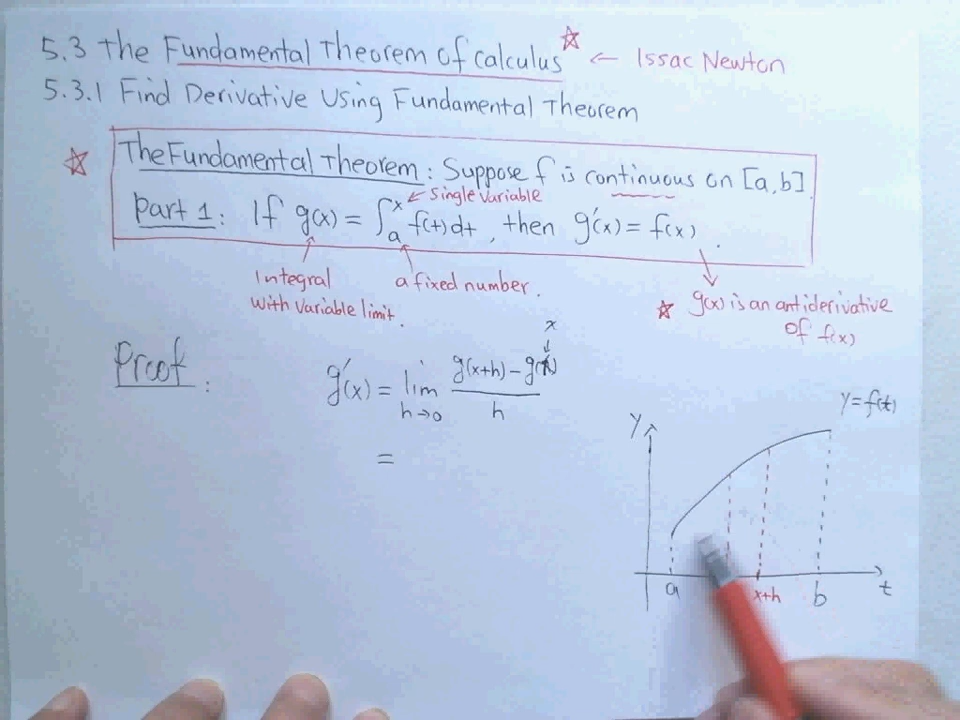 5.3 The Fundamental Theorem of Calculus ☆ ← Issac Newton
5.3.1 Find Derivative Using Fundamental Theorem
☆ The Fundamental Theorem: Suppose f is continuous on [a,b]
← Single variable
Part 1: If g(x) = ∫ₐˣ f(t)dt, then g'(x) = f(x).
Integral with variable limit.
a fixed number.
☆ g(x) is an antiderivative of f(x)
Proof:
x
g'(x) = lim h→0 (g(x+h) − g(x))/h
=
y
y=f(t)
a x+h b t